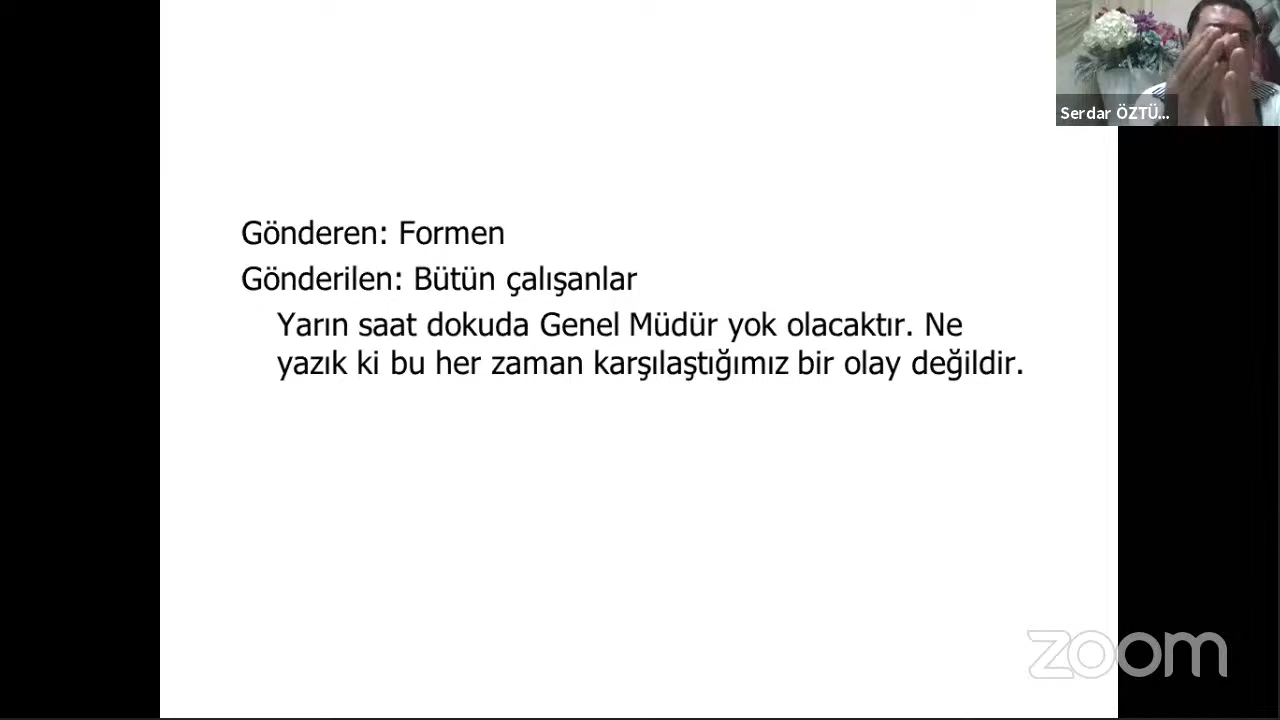 Serdar ÖZTÜ...
Gönderen: Formen
Gönderilen: Bütün çalışanlar
Yarın saat dokuda Genel Müdür yok olacaktır. Ne
yazık ki bu her zaman karşılaştığımız bir olay değildir.
zoom